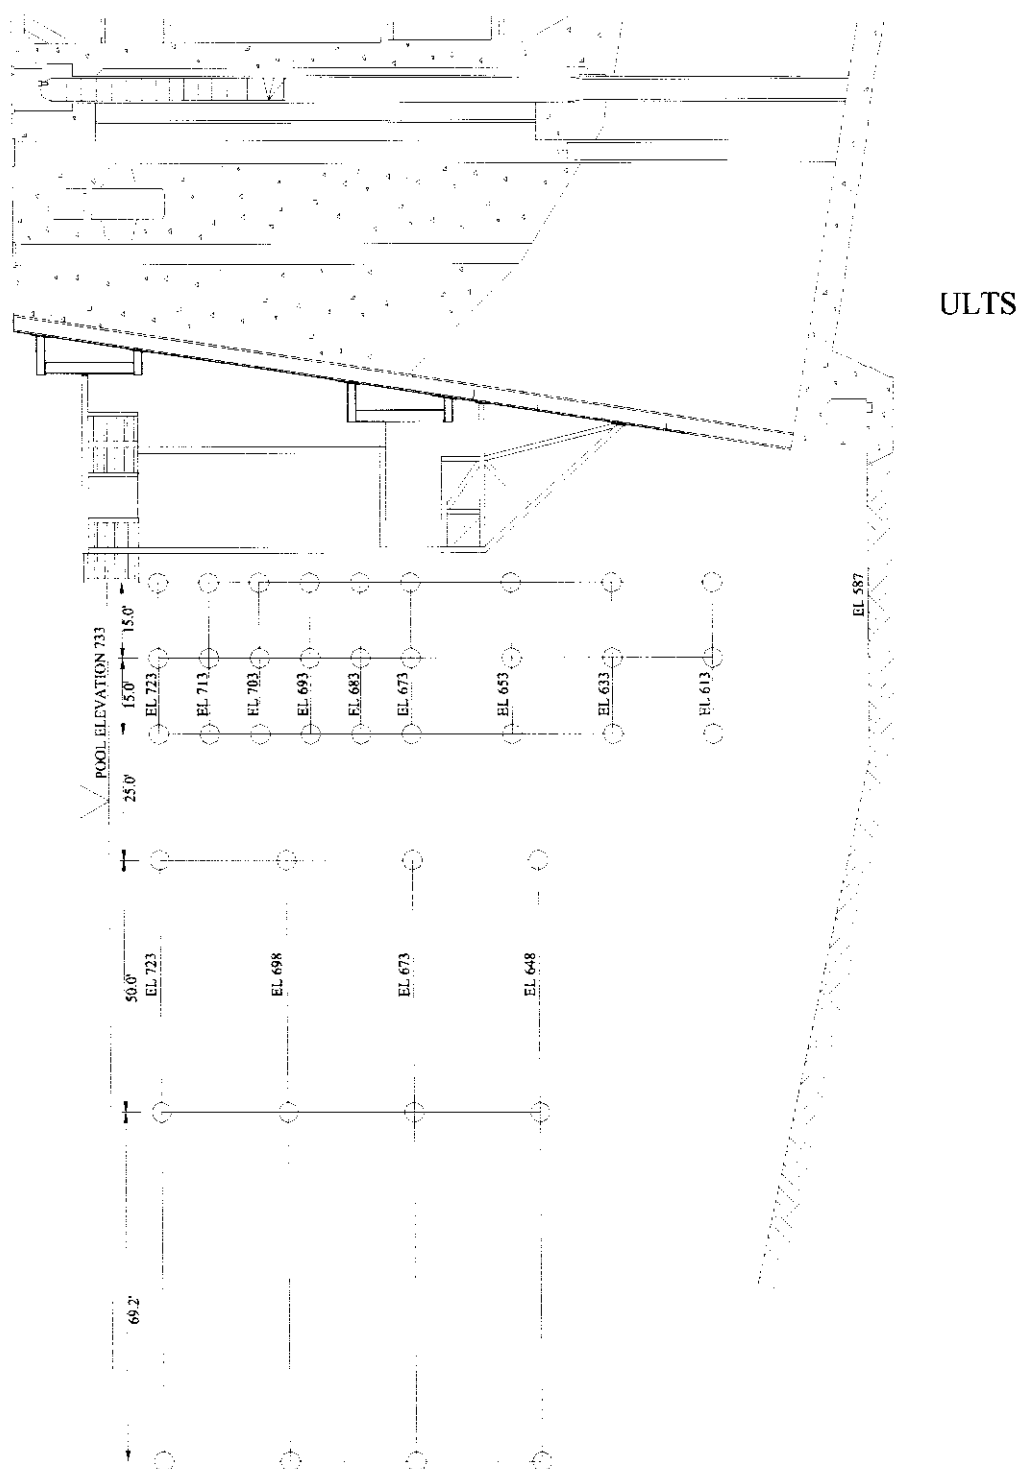 ULTS
POOL ELEVATION 733
15.0'
15.0'
25.0'
50.0'
69.2'
EL 723
EL 713
EL 703
EL 693
EL 683
EL 673
EL 653
EL 633
EL 613
EL 587
EL 723
EL 698
EL 673
EL 648